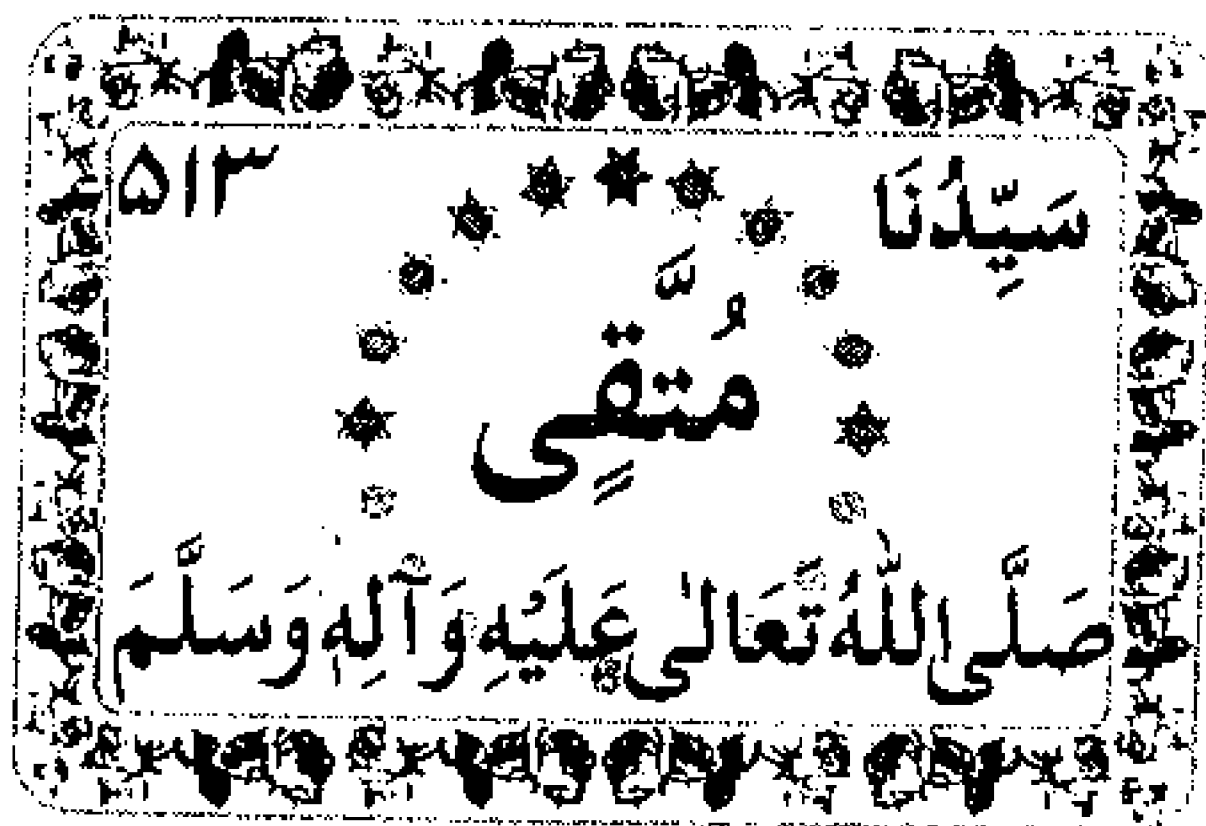 سَيِّدُنَا ۵۱۳
مُتَّقِیٌ
صَلَّی اللّٰهُ تَعَالٰی عَلَیْهِ وَآلِهٖ وَسَلَّمَ